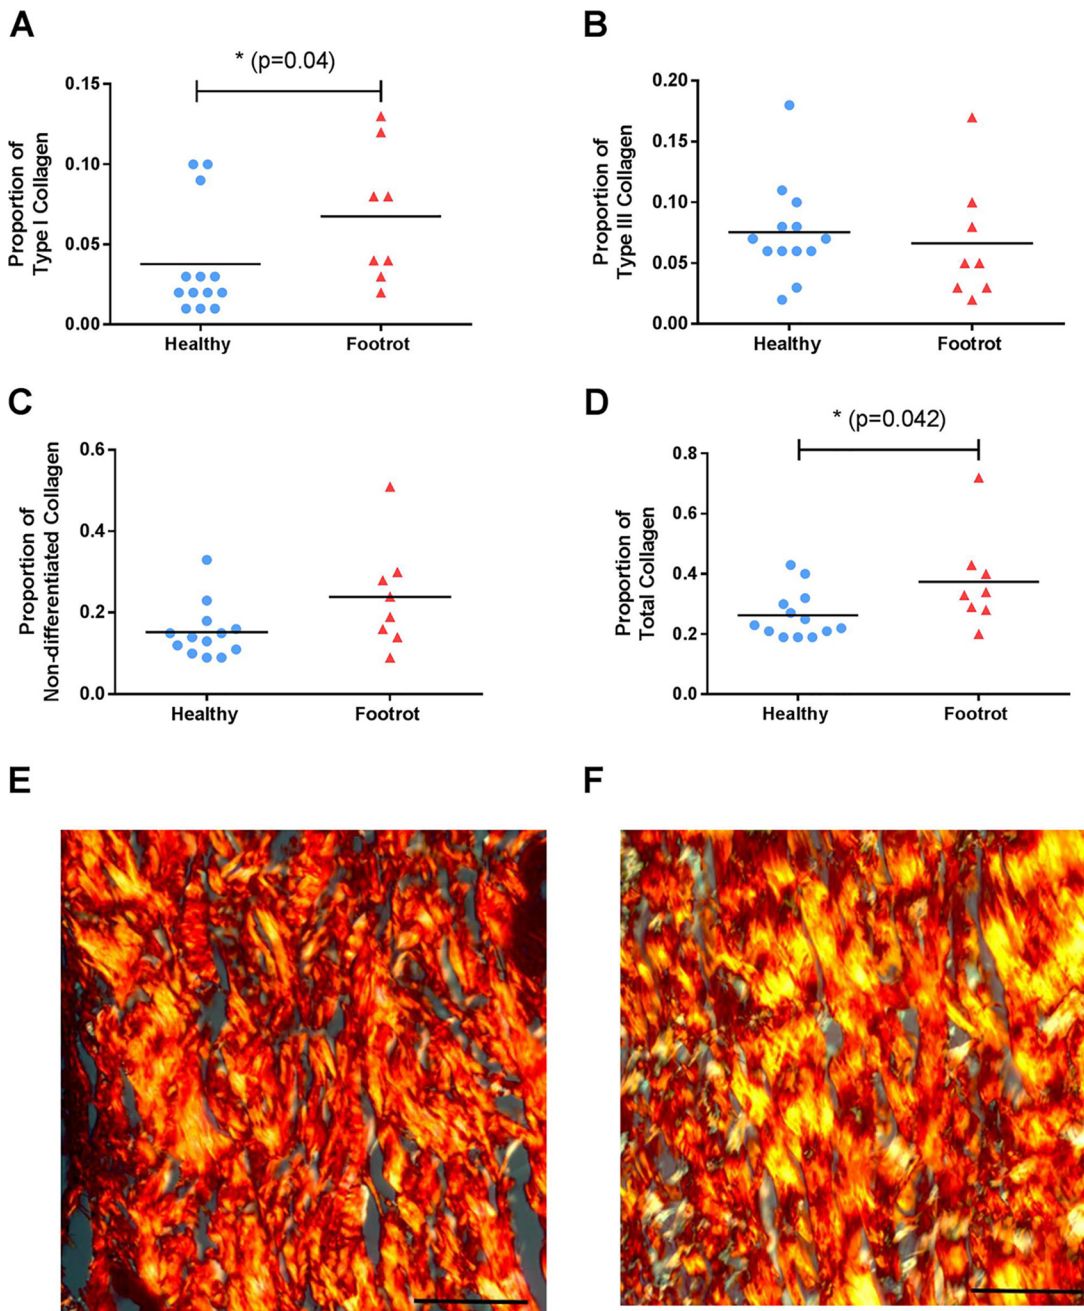 A
* (p=0.04)
Proportion of
Type I Collagen
0.15
0.10
0.05
0.00
Healthy
Footrot
B
Proportion of
Type III Collagen
0.20
0.15
0.10
0.05
0.00
Healthy
Footrot
C
Proportion of
Non-differentiated Collagen
0.6
0.4
0.2
0.0
Healthy
Footrot
D
* (p=0.042)
Proportion of
Total Collagen
0.8
0.6
0.4
0.2
0.0
Healthy
Footrot
E
F